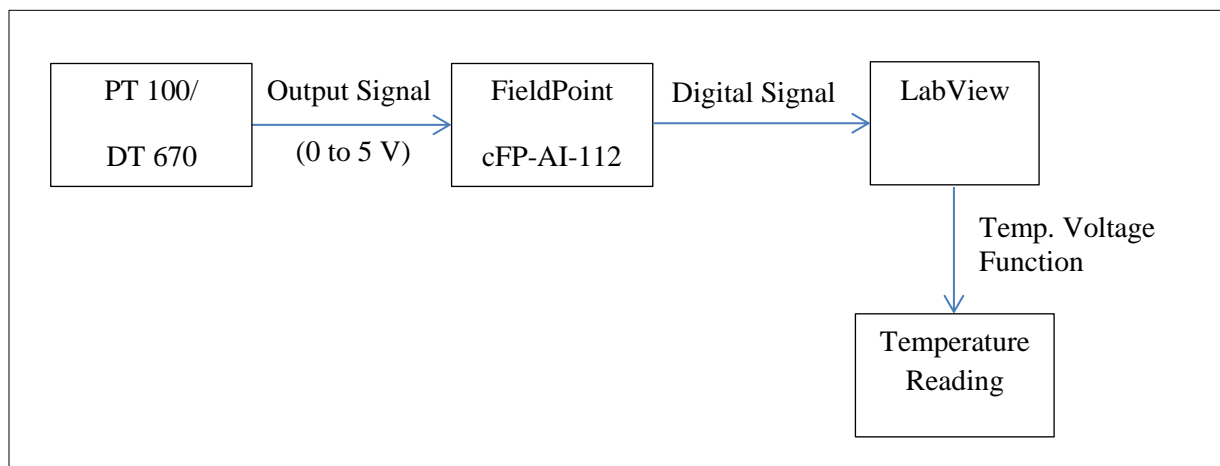 PT 100/
DT 670
Output Signal
(0 to 5 V)
FieldPoint
cFP-AI-112
Digital Signal
LabView
Temp. Voltage
Function
Temperature
Reading